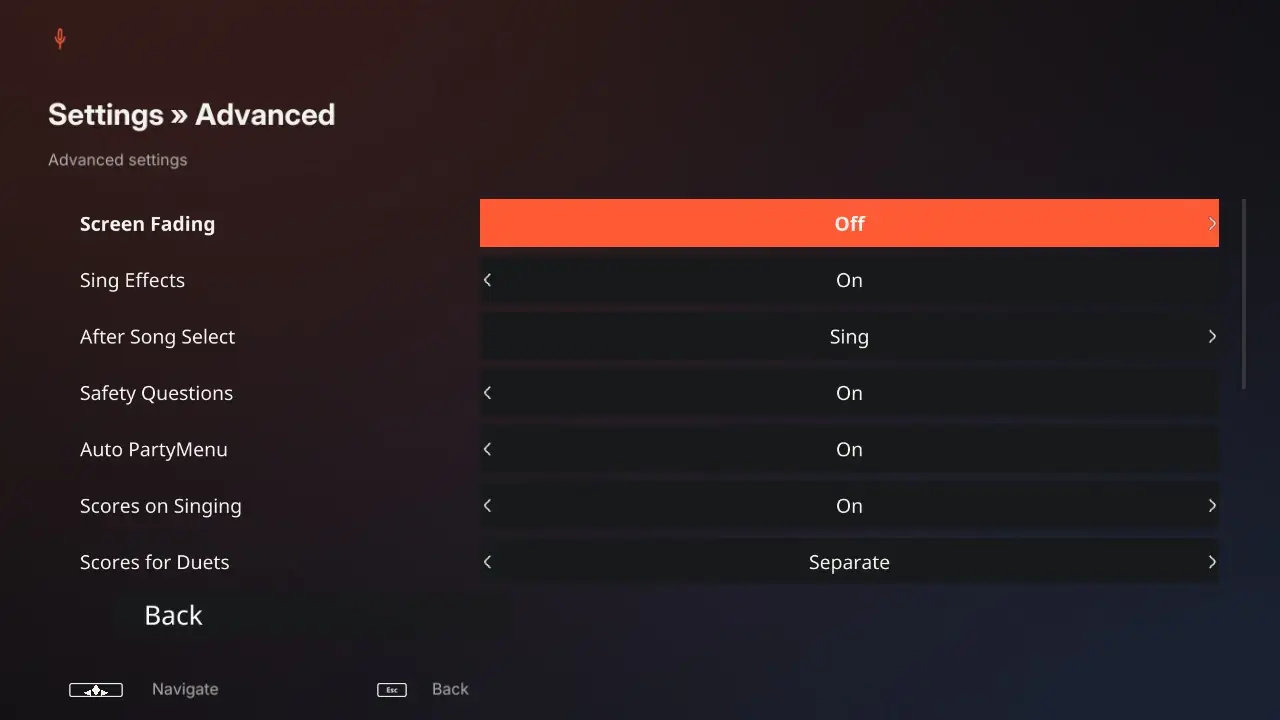 Settings » Advanced
Advanced settings
Screen Fading Off
Sing Effects On
After Song Select Sing
Safety Questions On
Auto PartyMenu On
Scores on Singing On
Scores for Duets Separate
Back
Navigate Esc Back